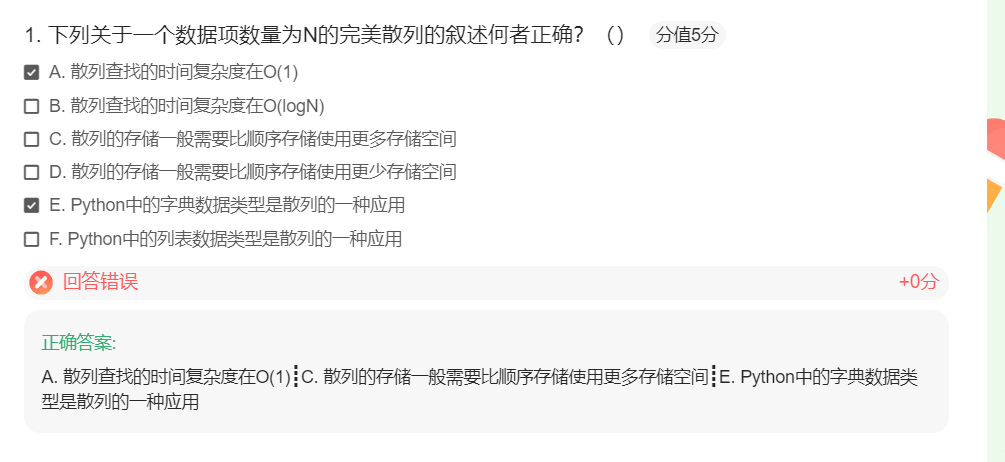 1. 下列关于一个数据项数量为N的完美散列的叙述何者正确？（） 分值5分
A. 散列查找的时间复杂度在O(1)
B. 散列查找的时间复杂度在O(logN)
C. 散列的存储一般需要比顺序存储使用更多存储空间
D. 散列的存储一般需要比顺序存储使用更少存储空间
E. Python中的字典数据类型是散列的一种应用
F. Python中的列表数据类型是散列的一种应用
回答错误 +0分
正确答案:
A. 散列查找的时间复杂度在O(1)┋C. 散列的存储一般需要比顺序存储使用更多存储空间┋E. Python中的字典数据类
型是散列的一种应用